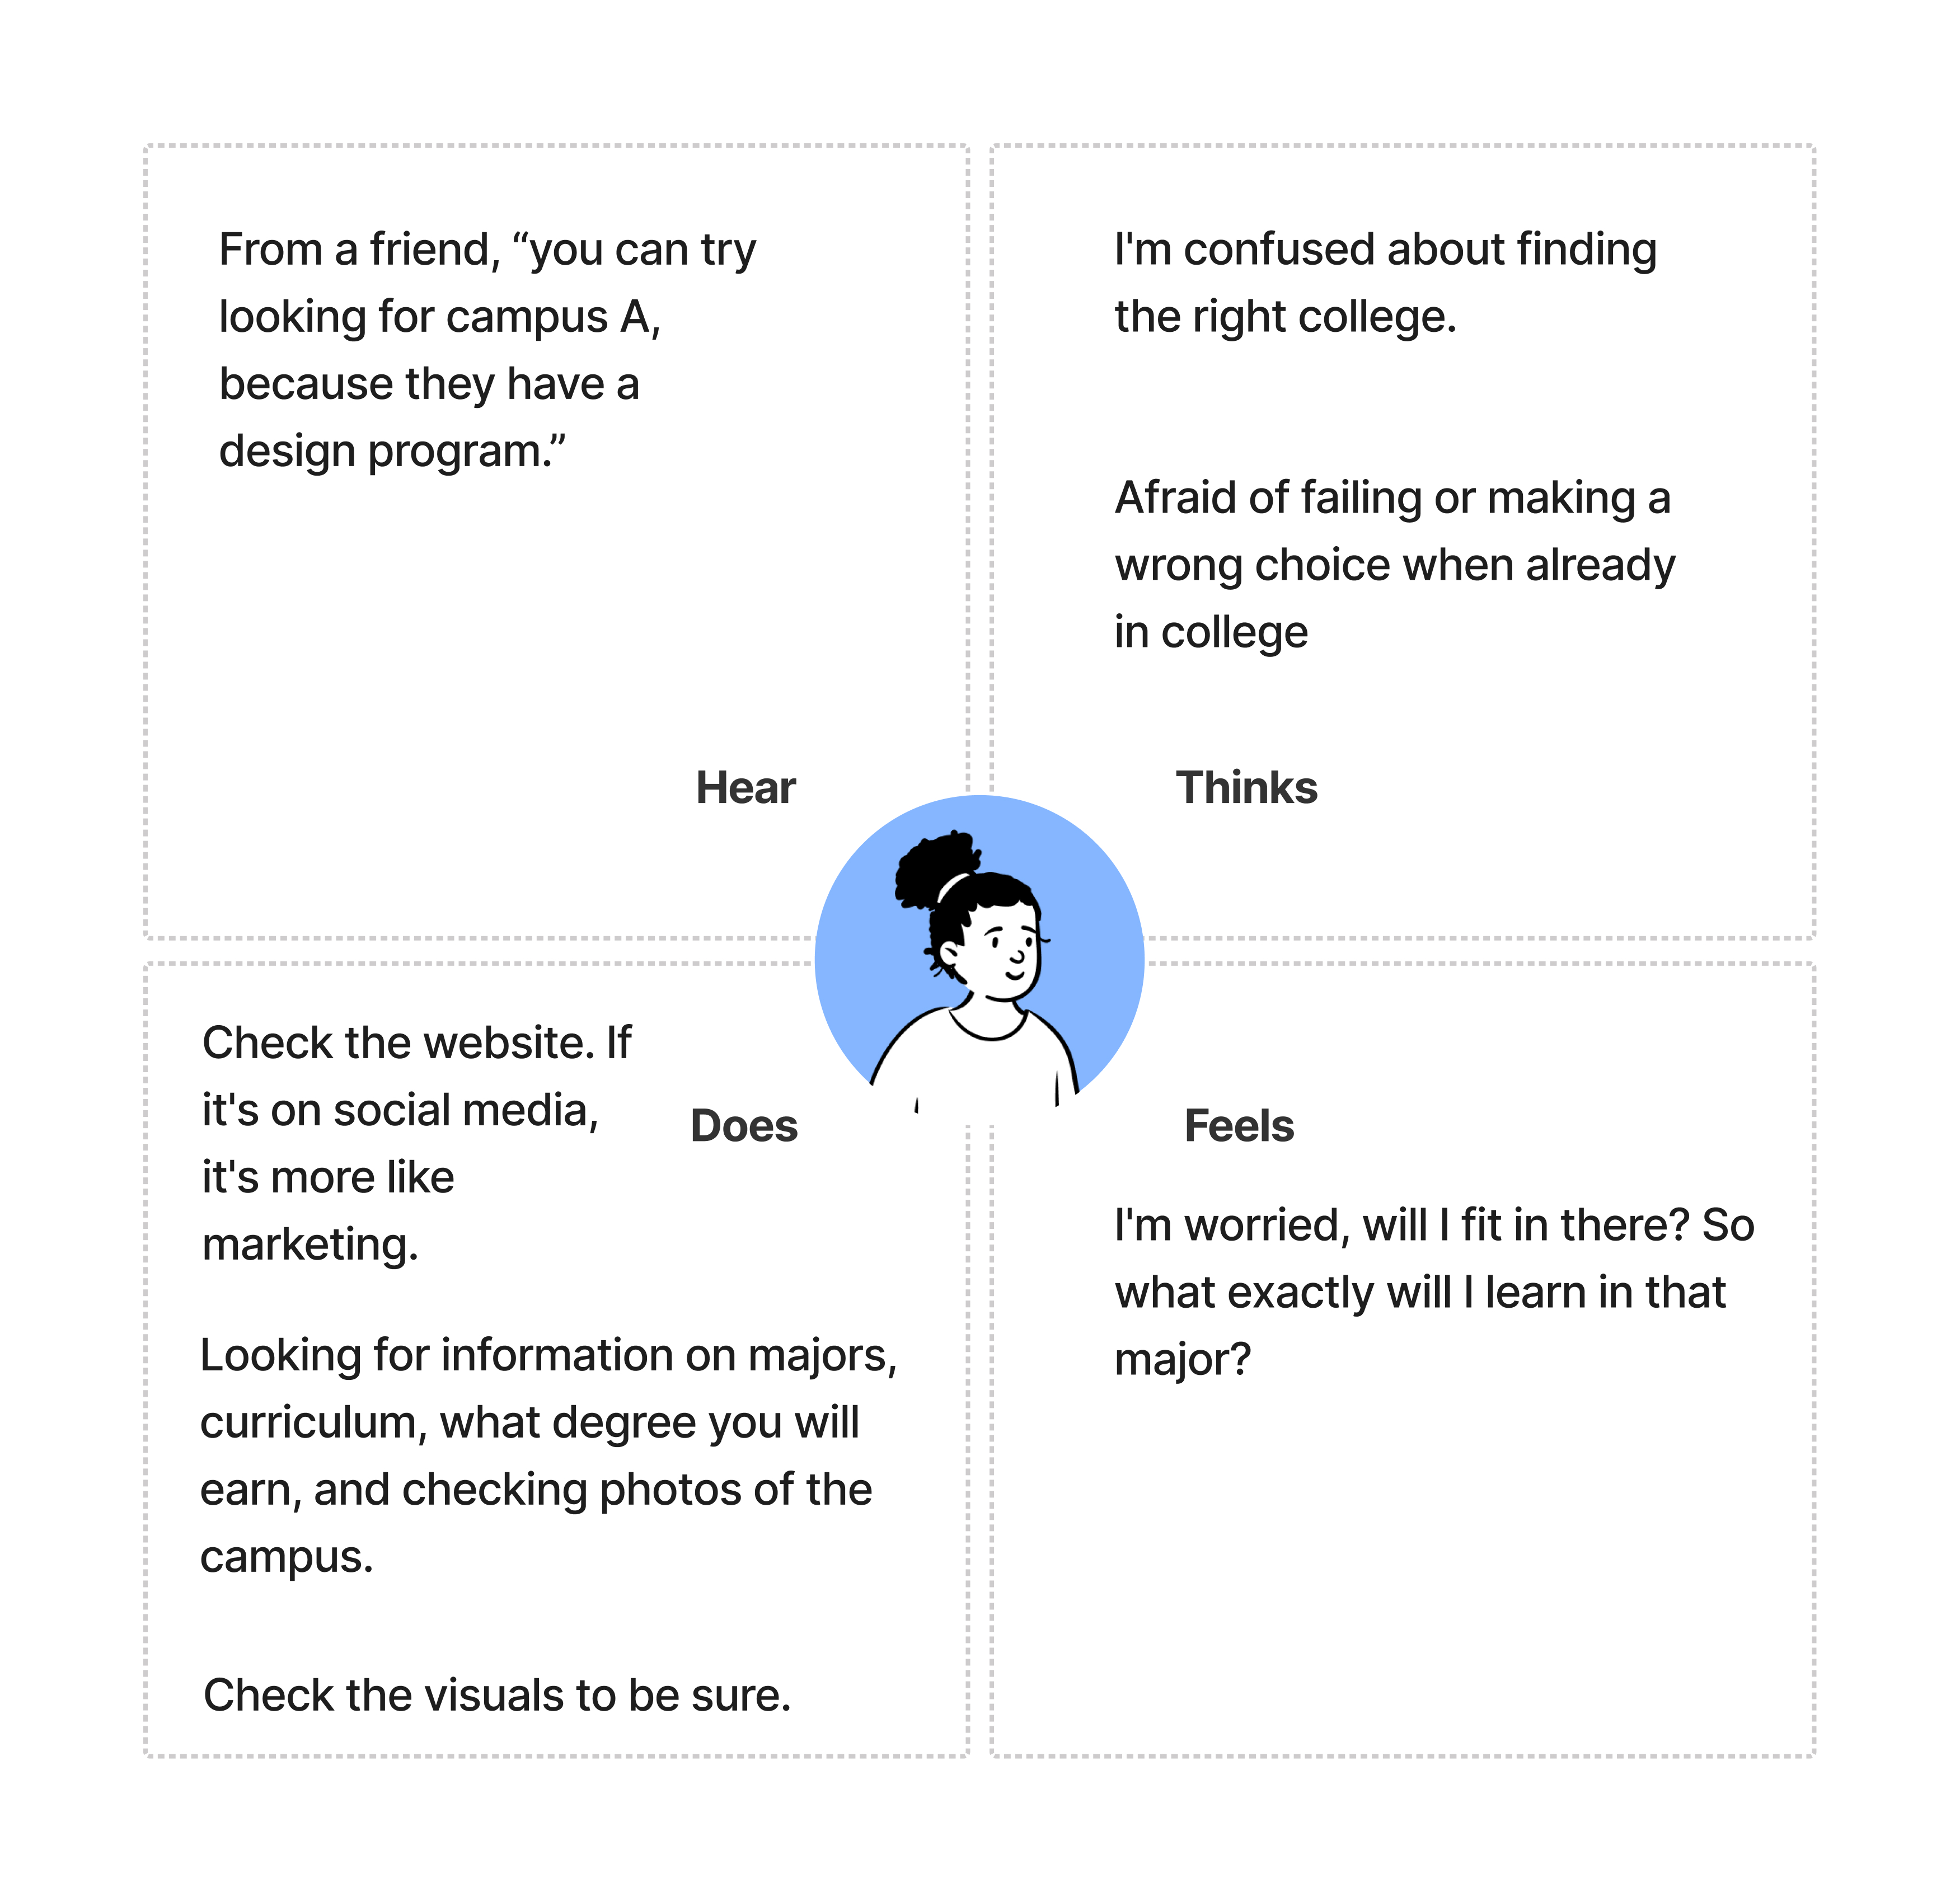 From a friend, “you can try
looking for campus A,
because they have a
design program.”
Hear
I'm confused about finding
the right college.
Afraid of failing or making a
wrong choice when already
in college
Thinks
Check the website. If
it's on social media,
it's more like
marketing.
Does
Looking for information on majors,
curriculum, what degree you will
earn, and checking photos of the
campus.
Check the visuals to be sure.
Feels
I'm worried, will I fit in there? So
what exactly will I learn in that
major?